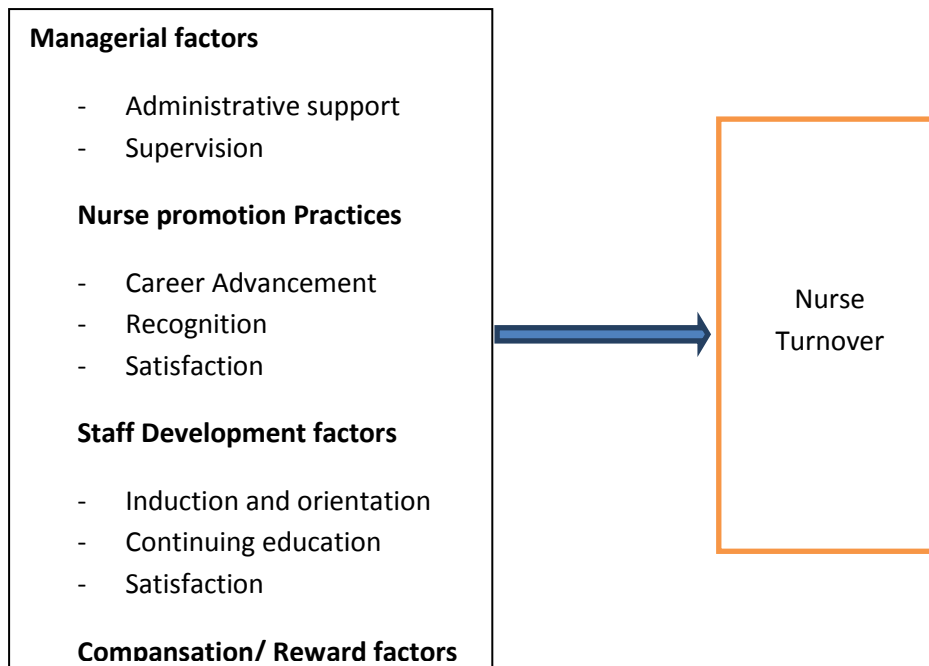 Managerial factors
- Administrative support
- Supervision
Nurse promotion Practices
- Career Advancement
- Recognition
- Satisfaction
Staff Development factors
- Induction and orientation
- Continuing education
- Satisfaction
Compansation/ Reward factors
Nurse
Turnover